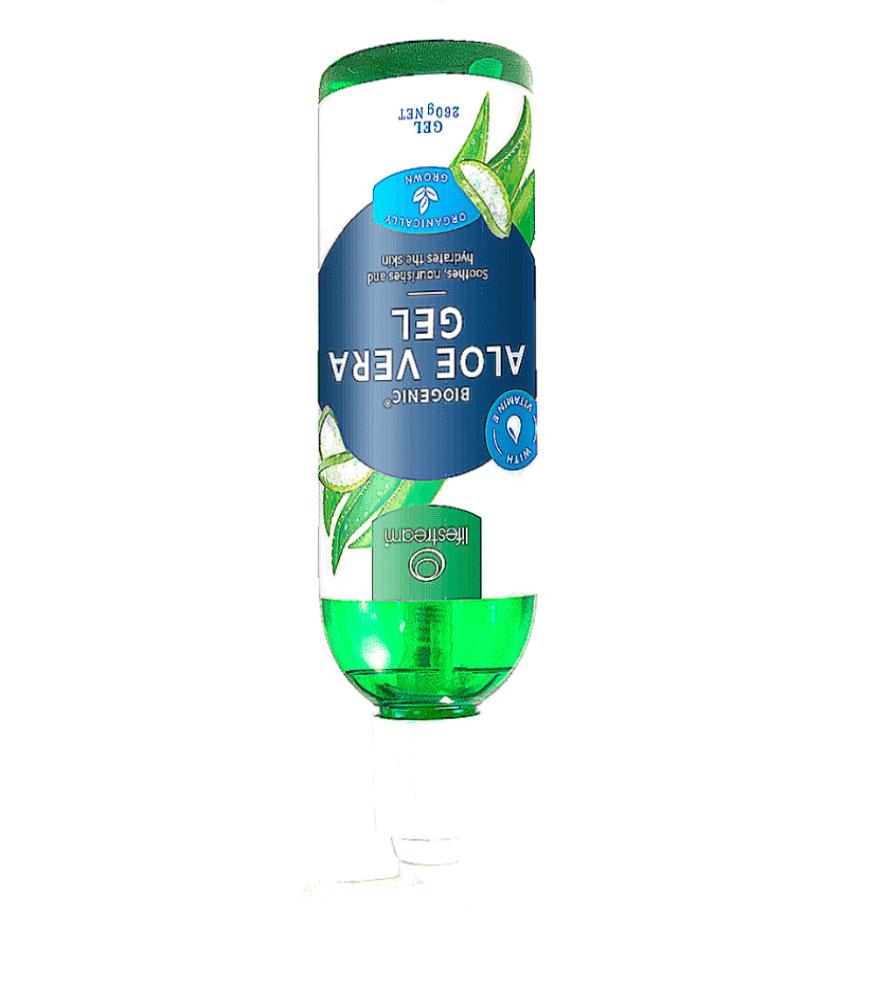 lifestream
WITH
VITAMIN E
BIOGENIC®
ALOE VERA
GEL
Soothes, nourishes and
hydrates the skin
ORGANICALLY
GROWN
GEL
260g NET